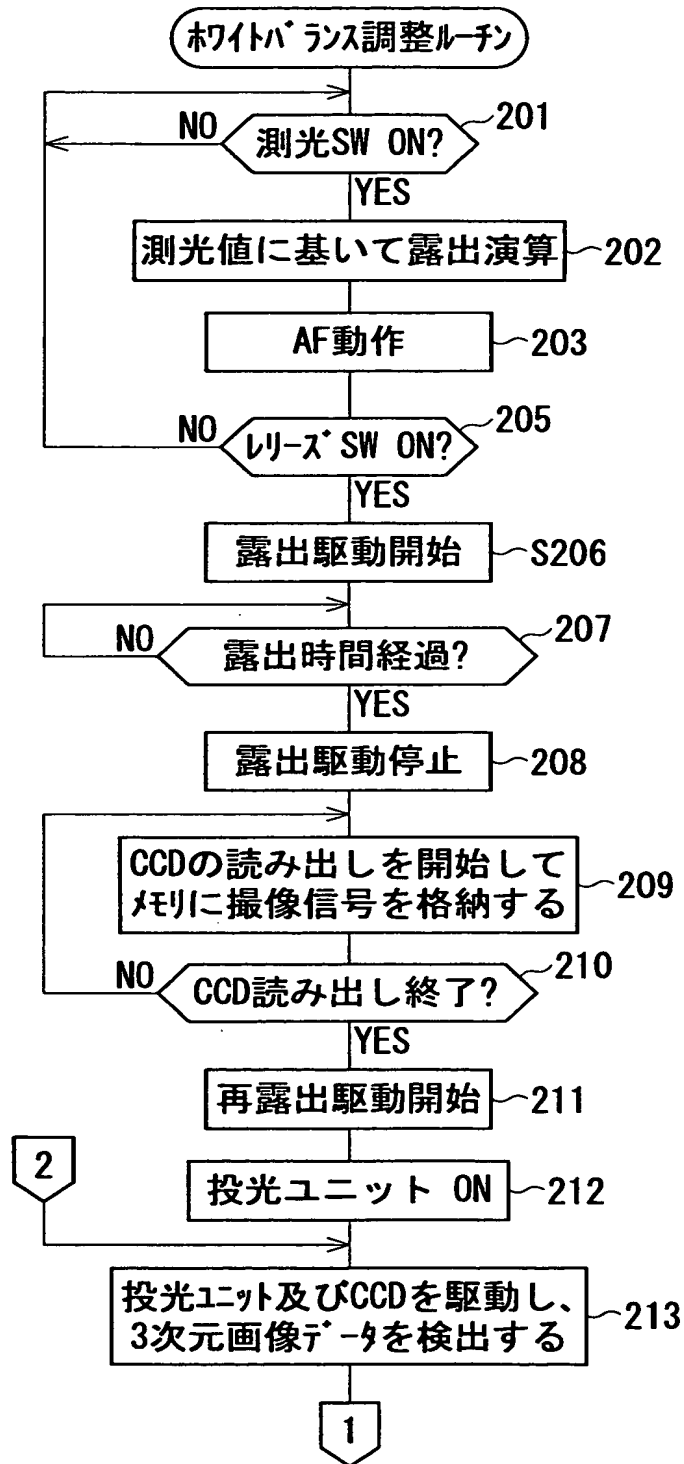 ホワイトバランス調整ルーチン
NO
測光SW ON?
201
YES
測光値に基いて露出演算
202
AF動作
203
NO
レリーズSW ON?
205
YES
露出駆動開始
S206
NO
露出時間経過?
207
YES
露出駆動停止
208
CCDの読み出しを開始して
メモリに撮像信号を格納する
209
NO
CCD読み出し終了?
210
YES
再露出駆動開始
211
2
投光ユニット ON
212
投光ユニット及びCCDを駆動し、
3次元画像データを検出する
213
1